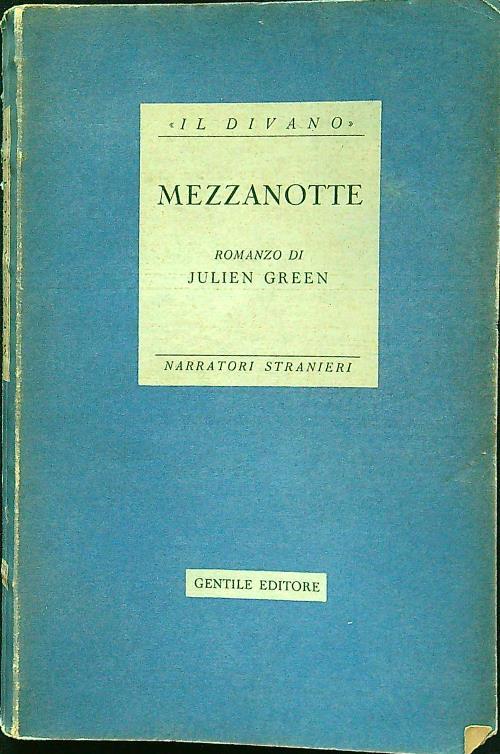 «IL DIVANO»
MEZZANOTTE
ROMANZO DI
JULIEN GREEN
NARRATORI STRANIERI
GENTILE EDITORE